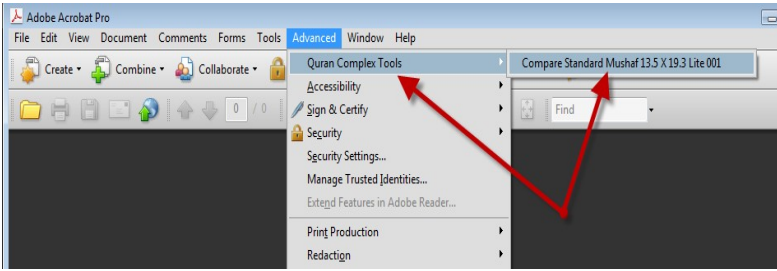 Adobe Acrobat Pro
File Edit View Document Comments Forms Tools Advanced Window Help
Create Combine Collaborate
Quran Complex Tools
Compare Standard Mushaf 13.5 X 19.3 Lite 001
Accessibility
0 / 0
Sign & Certify
Find
Security
Security Settings...
Manage Trusted Identities...
Extend Features in Adobe Reader...
Print Production
Redaction